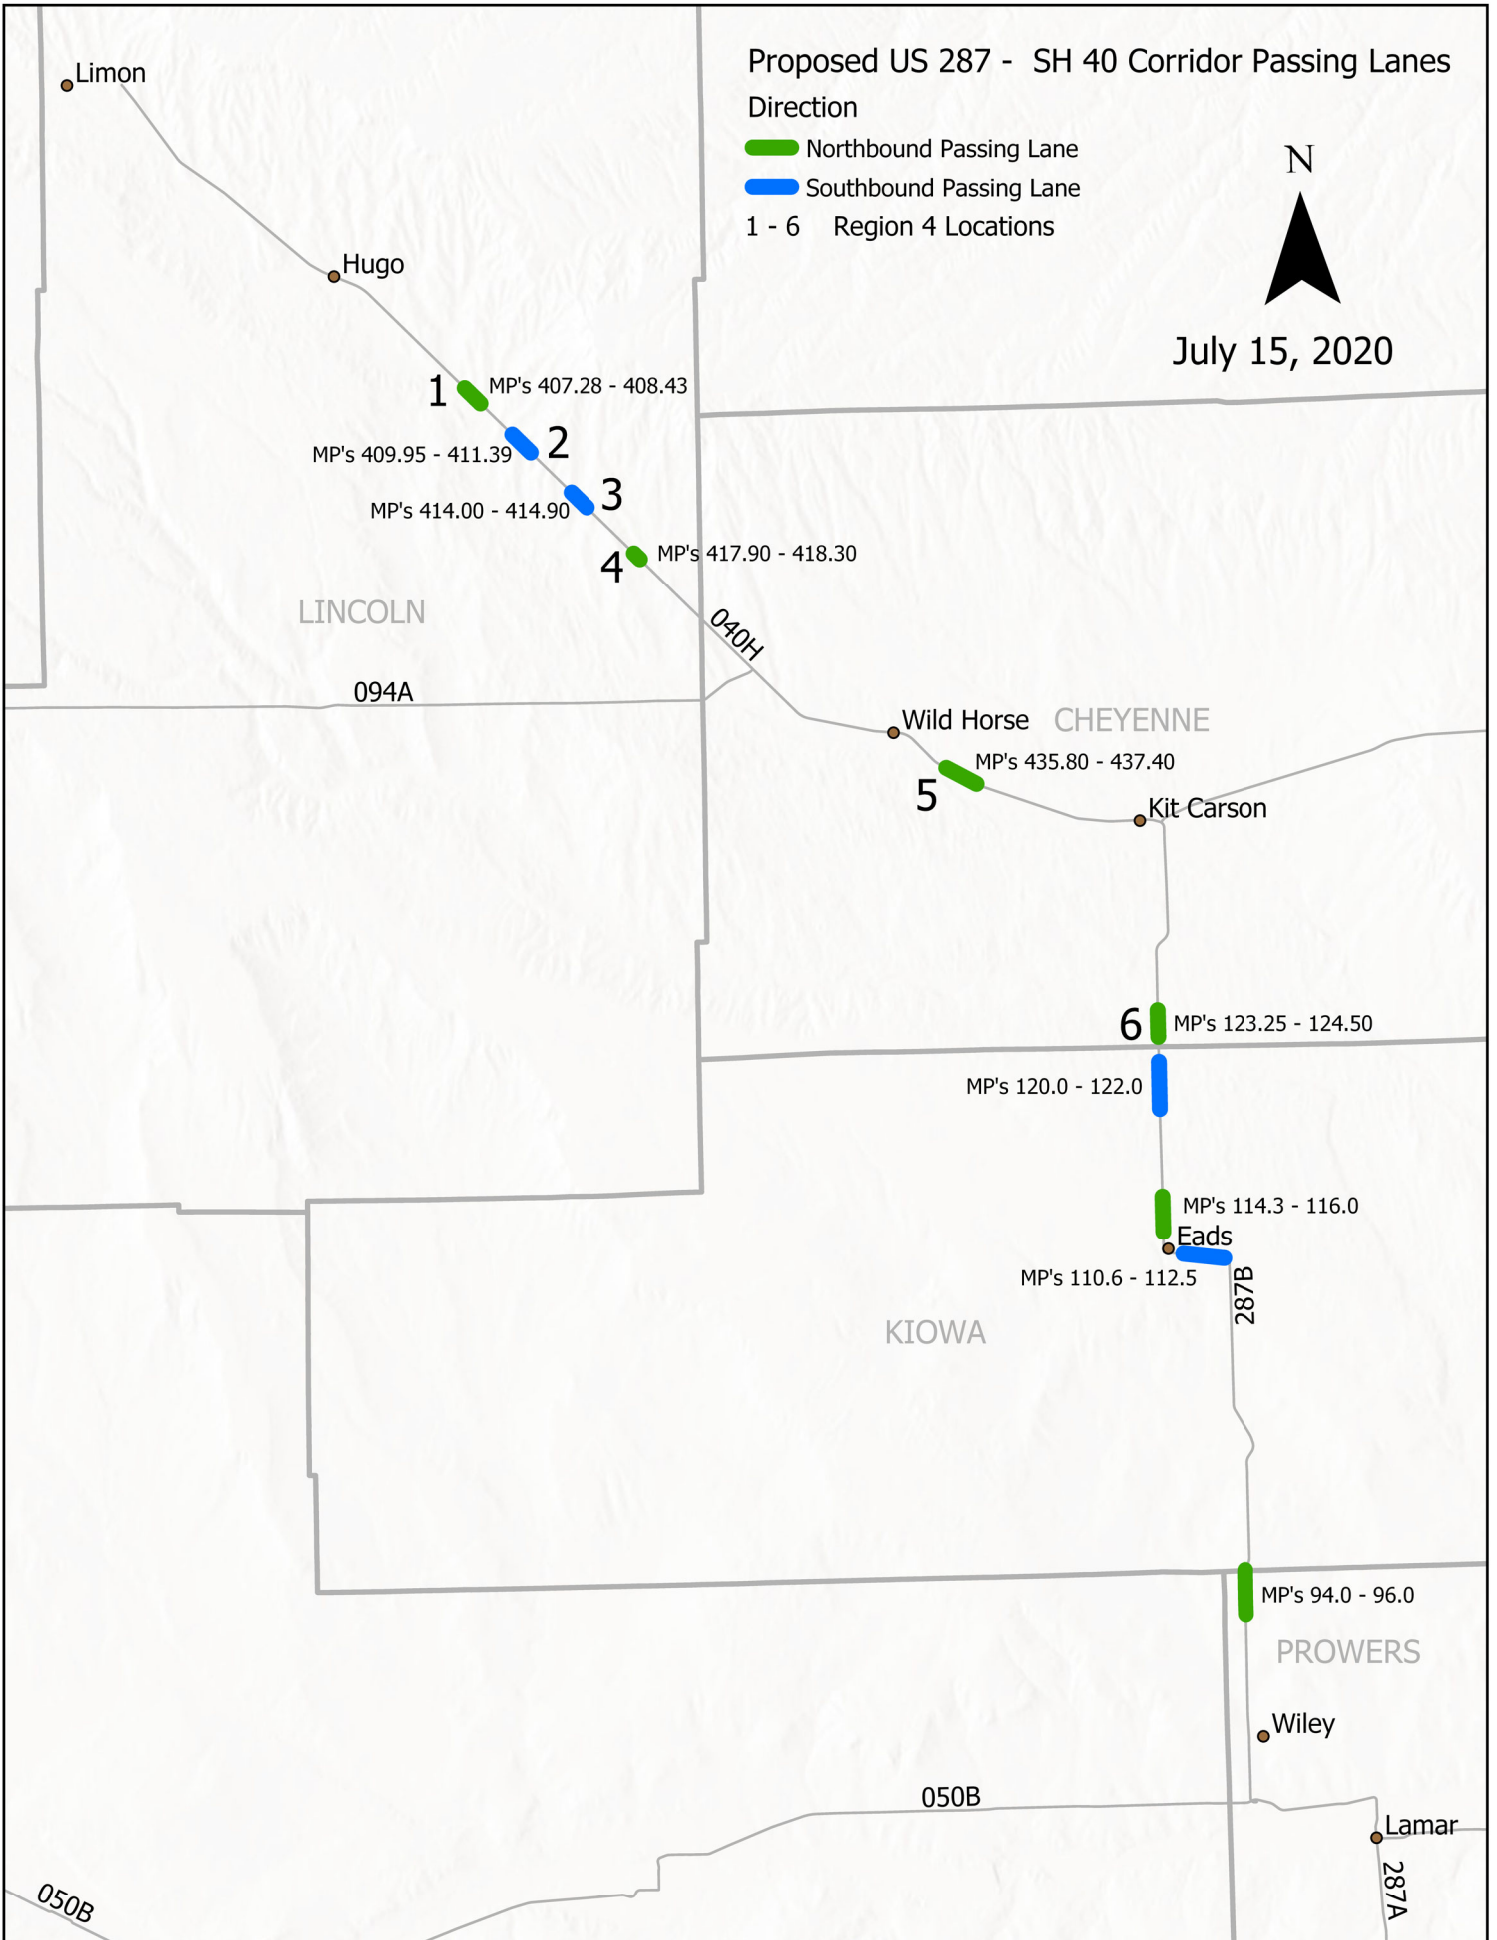 Proposed US 287 -  SH 40 Corridor Passing Lanes
Direction
Northbound Passing Lane
Southbound Passing Lane
1 - 6 Region 4 Locations
N
July 15, 2020
Limon
Hugo
1 MP's 407.28 - 408.43
MP's 409.95 - 411.39 2
MP's 414.00 - 414.90 3
4 MP's 417.90 - 418.30
LINCOLN
040H
094A
Wild Horse
CHEYENNE
5 MP's 435.80 - 437.40
Kit Carson
6 MP's 123.25 - 124.50
MP's 120.0 - 122.0
MP's 114.3 - 116.0
Eads
MP's 110.6 - 112.5
287B
KIOWA
MP's 94.0 - 96.0
PROWERS
Wiley
050B
Lamar
287A
050B